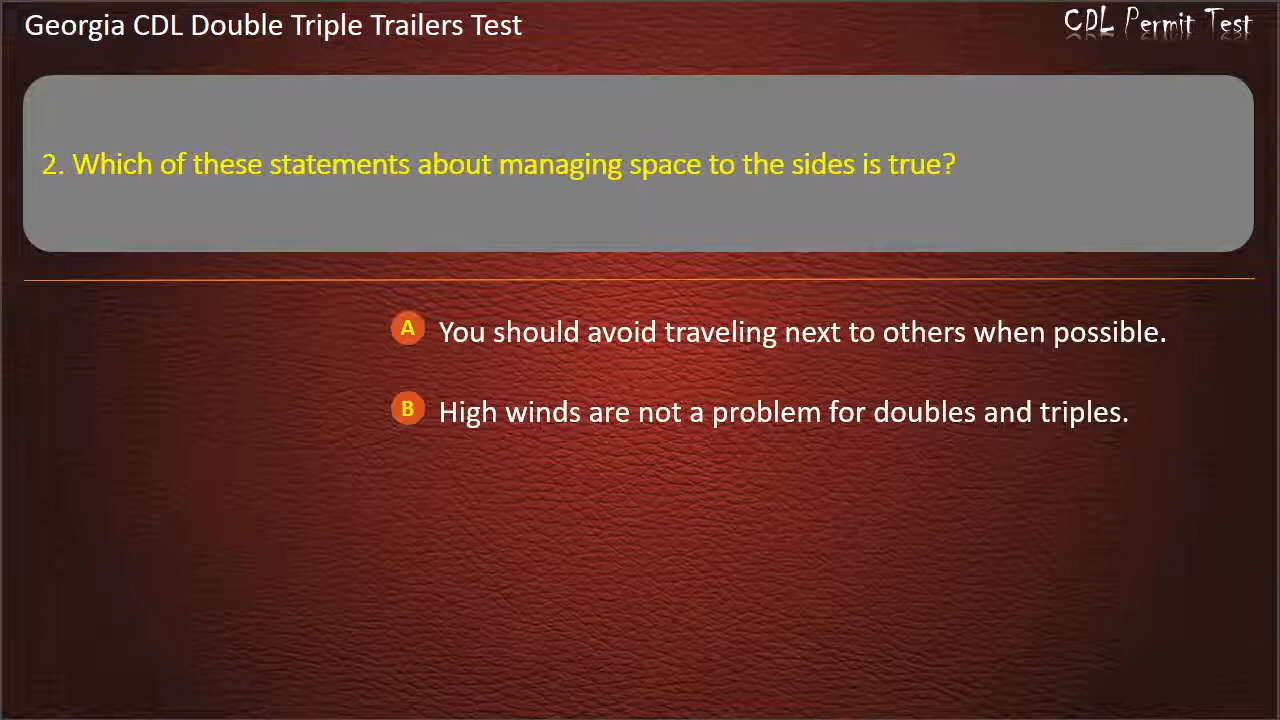 Georgia CDL Double Triple Trailers Test
CDL Permit Test
2. Which of these statements about managing space to the sides is true?
A You should avoid traveling next to others when possible.
B High winds are not a problem for doubles and triples.